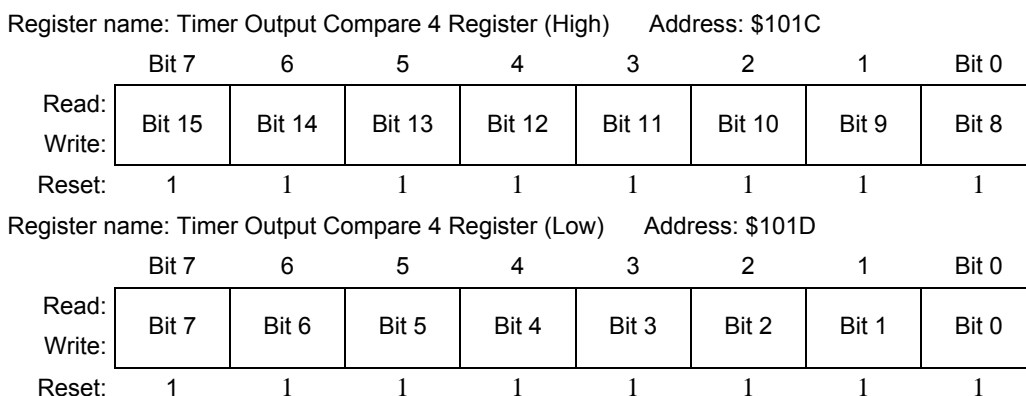 Register name: Timer Output Compare 4 Register (High) Address: $101C
Bit 7 6 5 4 3 2 1 Bit 0
Read:
Bit 15 Bit 14 Bit 13 Bit 12 Bit 11 Bit 10 Bit 9 Bit 8
Write:
Reset: 1 1 1 1 1 1 1 1
Register name: Timer Output Compare 4 Register (Low) Address: $101D
Bit 7 6 5 4 3 2 1 Bit 0
Read:
Bit 7 Bit 6 Bit 5 Bit 4 Bit 3 Bit 2 Bit 1 Bit 0
Write:
Reset: 1 1 1 1 1 1 1 1